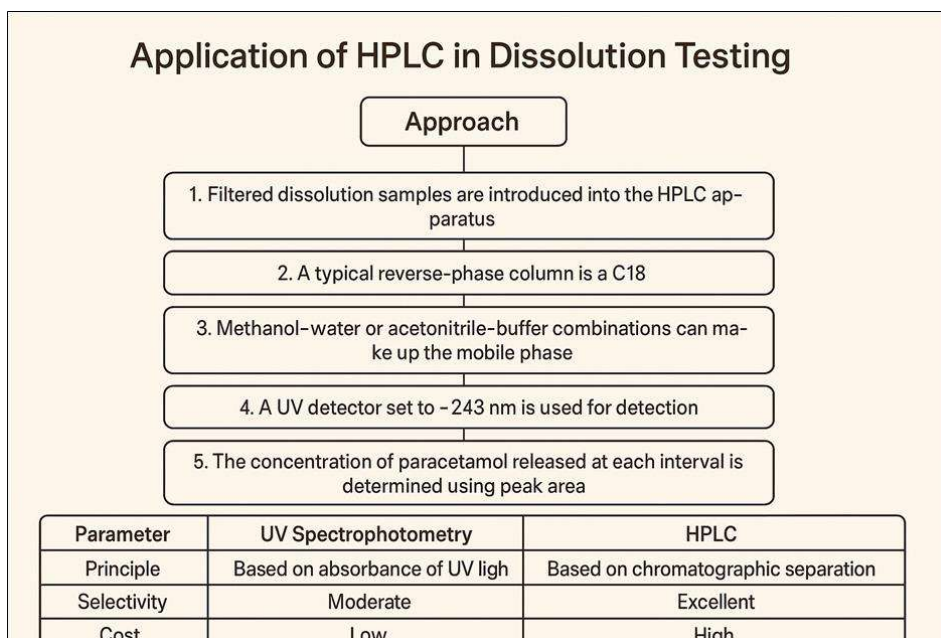 Application of HPLC in Dissolution Testing
Approach
1. Filtered dissolution samples are introduced into the HPLC ap-
paratus
2. A typical reverse-phase column is a C18
3. Methanol-water or acetonitrile-buffer combinations can ma-
ke up the mobile phase
4. A UV detector set to -243 nm is used for detection
5. The concentration of paracetamol released at each interval is
determined using peak area
Parameter UV Spectrophotometry HPLC
Principle Based on absorbance of UV ligh Based on chromatographic separation
Selectivity Moderate Excellent
Cost Low High